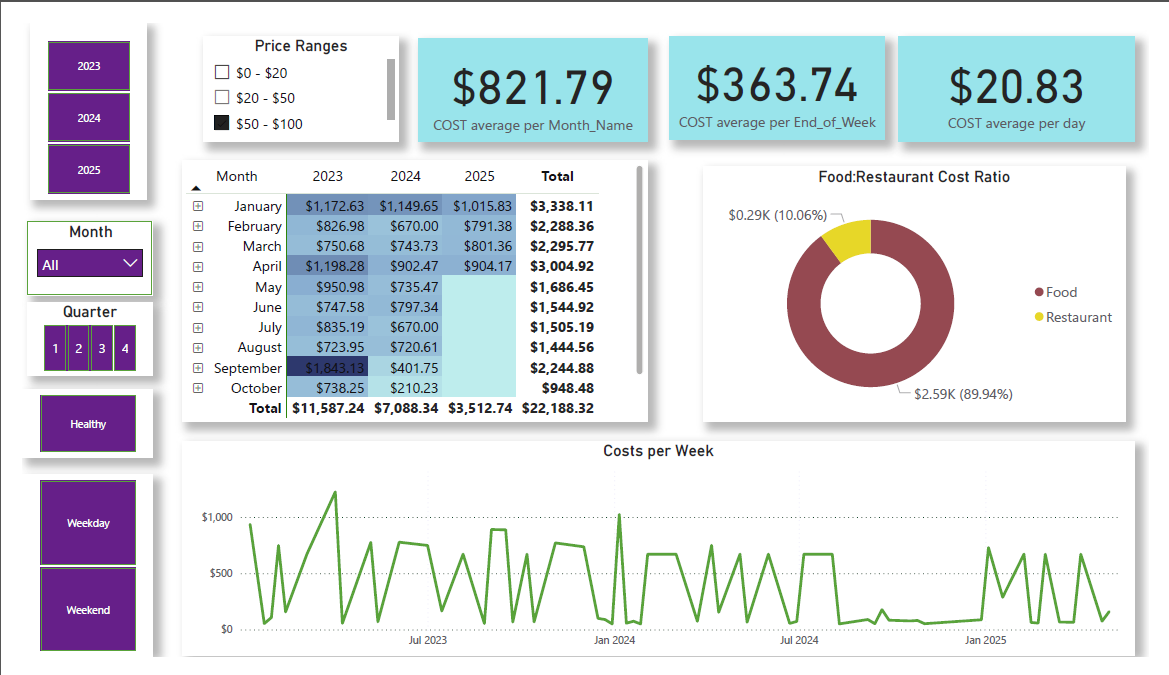 2023
2024
2025
Month
All
Quarter
1 2 3 4
Healthy
Weekday
Weekend
Price Ranges
$0 - $20
$20 - $50
$50 - $100
$821.79
COST average per Month_Name
$363.74
COST average per End_of_Week
$20.83
COST average per day
Month 2023 2024 2025 Total
January $1,172.63 $1,149.65 $1,015.83 $3,338.11
February $826.98 $670.00 $791.38 $2,288.36
March $750.68 $743.73 $801.36 $2,295.77
April $1,198.28 $902.47 $904.17 $3,004.92
May $950.98 $735.47 $1,686.45
June $747.58 $797.34 $1,544.92
July $835.19 $670.00 $1,505.19
August $723.95 $720.61 $1,444.56
September $1,843.13 $401.75 $2,244.88
October $738.25 $210.23 $948.48
Total $11,587.24 $7,088.34 $3,512.74 $22,188.32
Food:Restaurant Cost Ratio
$0.29K (10.06%)
Food
Restaurant
$2.59K (89.94%)
Costs per Week
$1,000
$500
$0
Jul 2023 Jan 2024 Jul 2024 Jan 2025